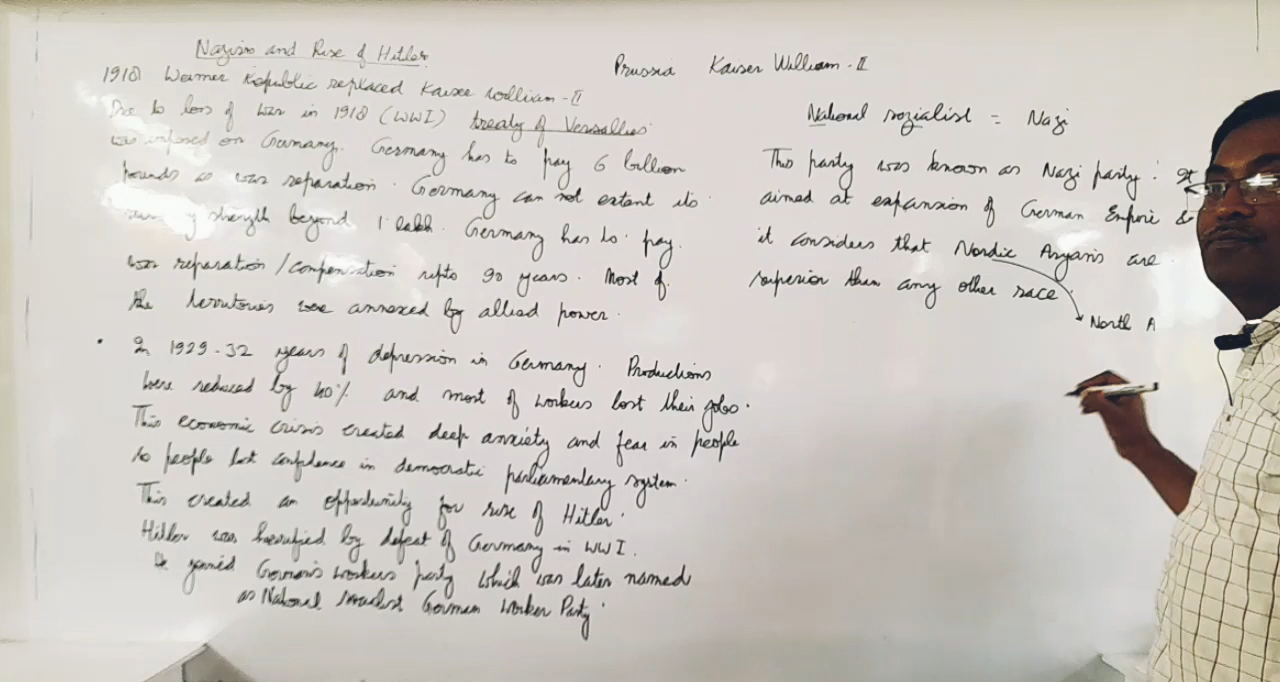 Nazism and Rise of Hitler
1918 Weimer Republic replaced Kaiser William-II
Due to loss of war in 1918 (WWI) treaty of Versallies
was imposed on Germany. Germany has to pay 6 billion
pounds as war reparation. Germany can not extent its
strength beyond 1 lakh. Germany has to pay.
war reparation/compensation upto 90 years. Most of
the territories were annexed by allied power.
• In 1929-32 years of depression in Germany. Productions
were reduced by 40% and most of workers lost their jobs.
This economic crisis created deep anxiety and fear in people
so people lost confidence in democratic parliamentary system.
This created an oppertunity for rise of Hitler.
Hitler was horrified by defeat of Germany in WWI.
He joined German's workers party which was later named
as National Socialist German Worker Party.
Prussia Kaiser William-II
National sozialist = Nazi
This party was known as Nazi party. It
aimed at expansion of German Empire &
it considers that Nordic Aryans are
superior than any other race.
North A